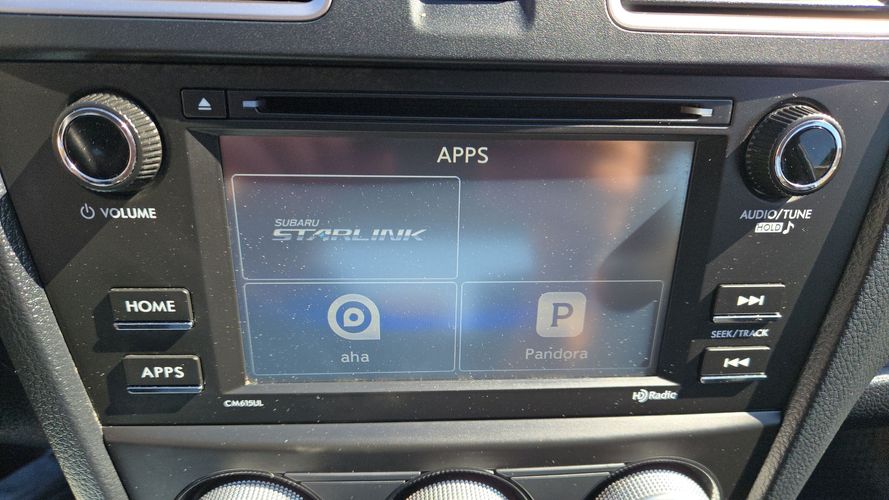 APPS
VOLUME
AUDIO/TUNE
HOLD
SUBARU
STARLINK
HOME
APPS
aha
P
Pandora
SEEK/TRACK
CM615UL
HD Radio